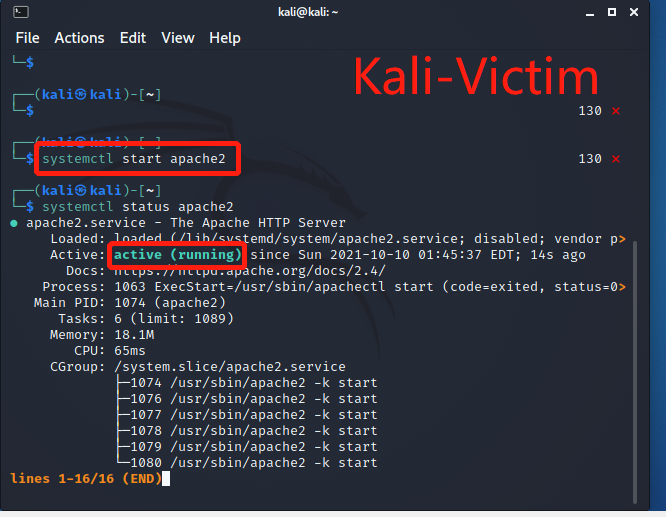 kali@kali: ~
File Actions Edit View Help
Kali-Victim
└─$
┌──(kali㉿kali)-[~]
└─$ 130 ⨯
┌──(kali㉿kali)-[~]
└─$ systemctl start apache2 130 ⨯
┌──(kali㉿kali)-[~]
└─$ systemctl status apache2
● apache2.service - The Apache HTTP Server
Loaded: loaded (/lib/systemd/system/apache2.service; disabled; vendor p>
Active: active (running) since Sun 2021-10-10 01:45:37 EDT; 14s ago
Docs: https://httpd.apache.org/docs/2.4/
Process: 1063 ExecStart=/usr/sbin/apachectl start (code=exited, status=0>
Main PID: 1074 (apache2)
Tasks: 6 (limit: 1089)
Memory: 18.1M
CPU: 65ms
CGroup: /system.slice/apache2.service
├─1074 /usr/sbin/apache2 -k start
├─1076 /usr/sbin/apache2 -k start
├─1077 /usr/sbin/apache2 -k start
├─1078 /usr/sbin/apache2 -k start
├─1079 /usr/sbin/apache2 -k start
└─1080 /usr/sbin/apache2 -k start
lines 1-16/16 (END)